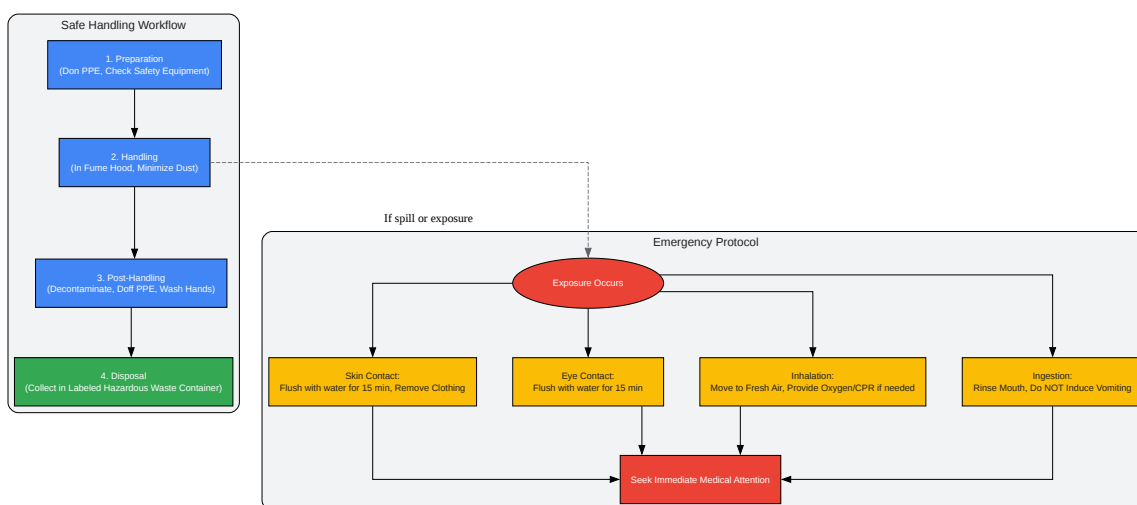 Safe Handling Workflow
1. Preparation
(Don PPE, Check Safety Equipment)
2. Handling
(In Fume Hood, Minimize Dust)
If spill or exposure
Emergency Protocol
3. Post-Handling
(Decontaminate, Doff PPE, Wash Hands)
Exposure Occurs
4. Disposal
(Collect in Labeled Hazardous Waste Container)
Skin Contact:
Flush with water for 15 min, Remove Clothing
Eye Contact:
Flush with water for 15 min
Inhalation:
Move to Fresh Air, Provide Oxygen/CPR if needed
Ingestion:
Rinse Mouth, Do NOT Induce Vomiting
Seek Immediate Medical Attention